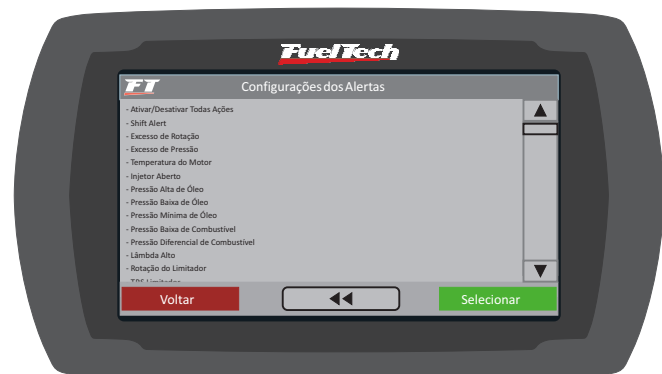 FuelTech
FT
Configurações dos Alertas
- Ativar/Desativar Todas Ações
- Shift Alert
- Excesso de Rotação
- Excesso de Pressão
- Temperatura do Motor
- Injetor Aberto
- Pressão Alta de Óleo
- Pressão Baixa de Óleo
- Pressão Mínima de Óleo
- Pressão Baixa de Combustível
- Pressão Diferencial de Combustível
- Lâmbda Alto
- Rotação do Limitador
Voltar
Selecionar